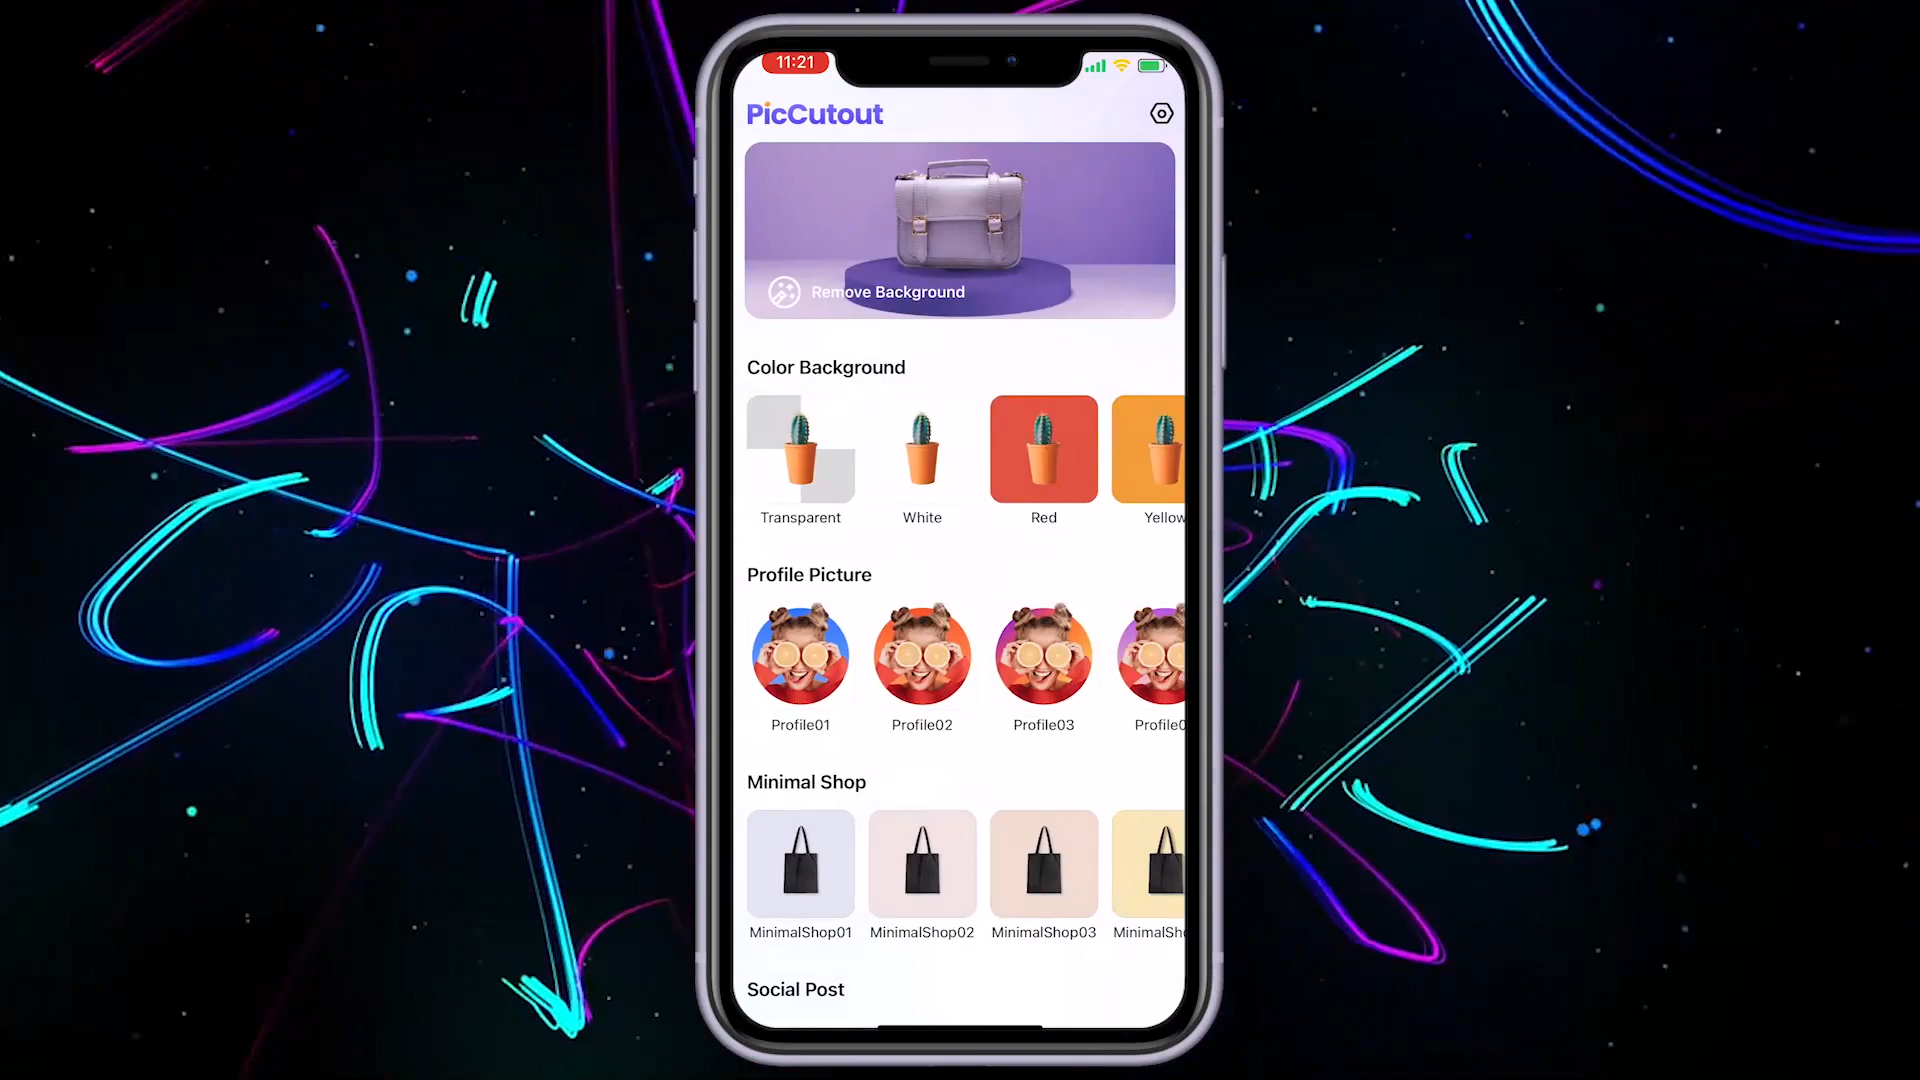 11:21
PicCutout
Remove Background
Color Background
Transparent White Red Yellow
Profile Picture
Profile01 Profile02 Profile03
Minimal Shop
MinimalShop01 MinimalShop02 MinimalShop03
Social Post